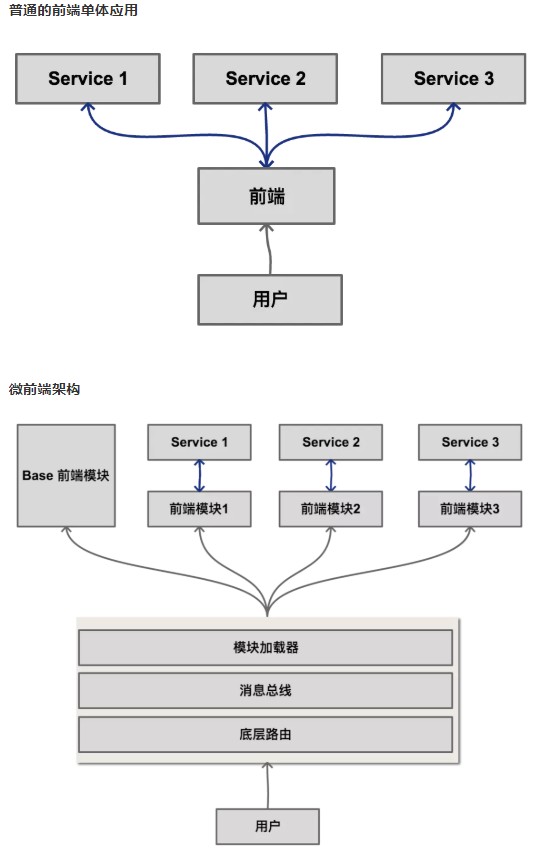 普通的前端单体应用
Service 1
Service 2
Service 3
前端
用户
微前端架构
Base 前端模块
Service 1
Service 2
Service 3
前端模块1
前端模块2
前端模块3
模块加载器
消息总线
底层路由
用户